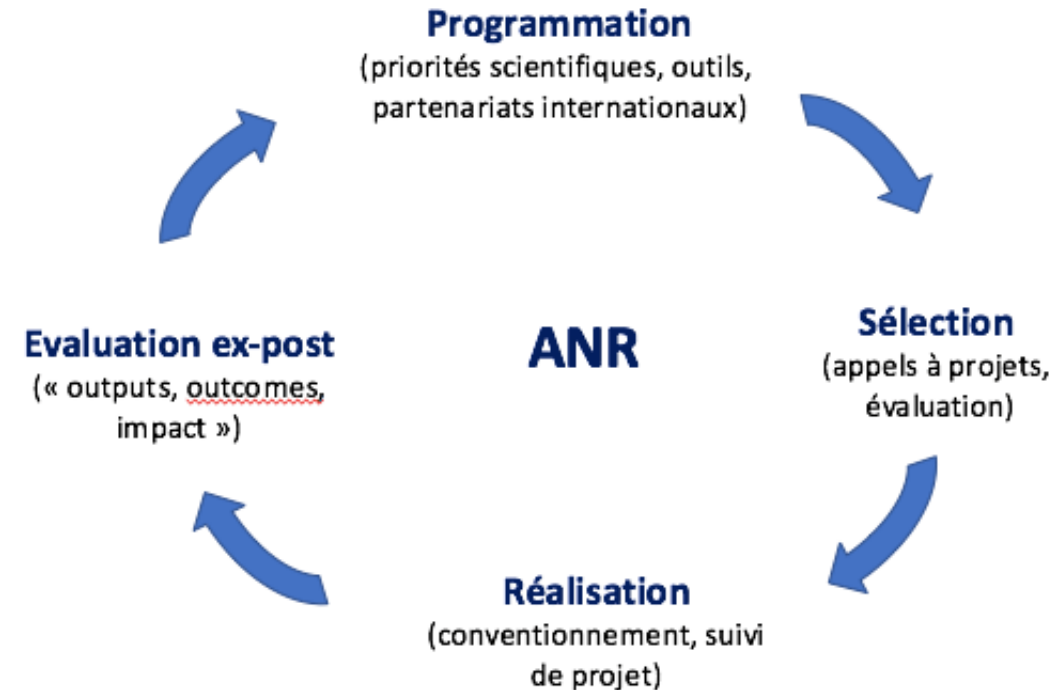 Programmation
(priorités scientifiques, outils,
partenariats internationaux)
Sélection
(appels à projets,
évaluation)
ANR
Evaluation ex-post
(« outputs, outcomes,
impact »)
Réalisation
(conventionnement, suivi
de projet)